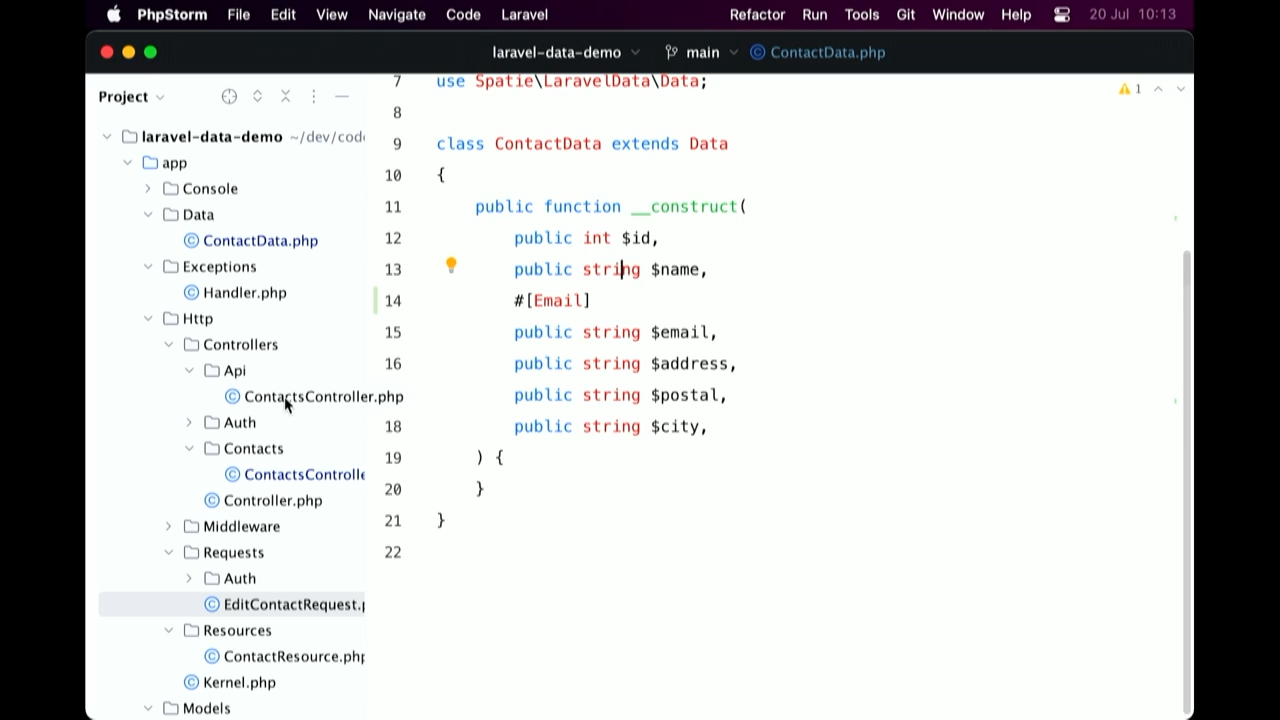 PhpStorm File Edit View Navigate Code Laravel Refactor Run Tools Git Window Help 20 Jul 10:13
laravel-data-demo main ContactData.php
Project
laravel-data-demo ~/dev/code
app
Console
Data
ContactData.php
Exceptions
Handler.php
Http
Controllers
Api
ContactsController.php
Auth
Contacts
ContactsControlle
Controller.php
Middleware
Requests
Auth
EditContactRequest.p
Resources
ContactResource.php
Kernel.php
Models
1
7 use Spatie\LaravelData\Data;
8
9 class ContactData extends Data
10 {
11 public function __construct(
12 public int $id,
13 public string $name,
14 #[Email]
15 public string $email,
16 public string $address,
public string $postal,
18 public string $city,
19 ) {
20 }
21 }
22